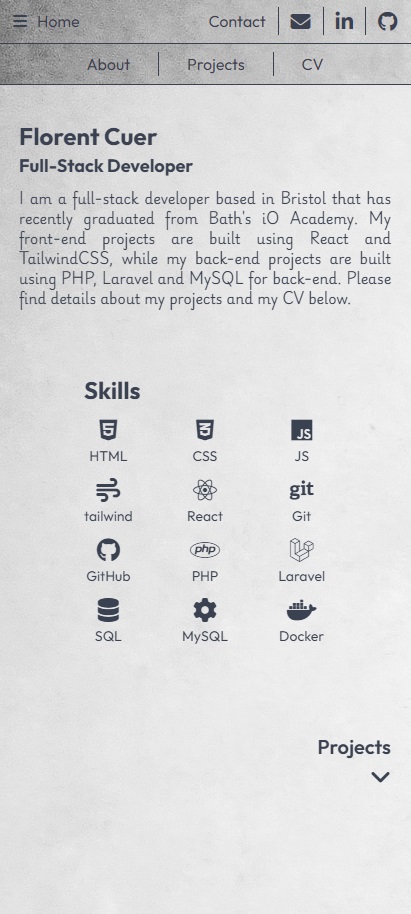 Home Contact in
About Projects CV
Florent Cuer
Full-Stack Developer
I am a full-stack developer based in Bristol that has
recently graduated from Bath's iO Academy. My
front-end projects are built using React and
TailwindCSS, while my back-end projects are built
using PHP, Laravel and MySQL for back-end. Please
find details about my projects and my CV below.
Skills
5 3 JS
HTML CSS JS
git
tailwind React Git
php
GitHub PHP Laravel
SQL MySQL Docker
Projects